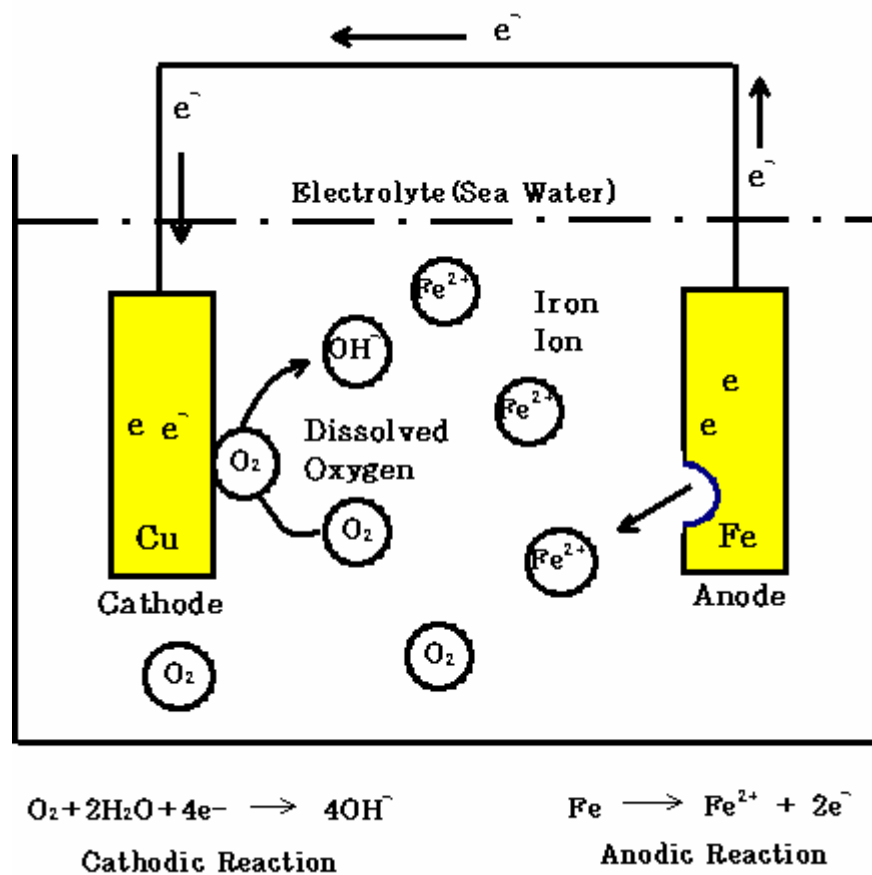 e⁻
e⁻
e⁻
Electrolyte(Sea Water)
Fe²⁺
Iron
Ion
OH⁻
Fe²⁺
e
e e⁻
e
Dissolved
Oxygen
O₂
O₂
Cu
Fe
Fe²⁺
Cathode
Anode
O₂
O₂
O₂+2H₂O+4e- → 4OH⁻
Fe → Fe²⁺ + 2e⁻
Cathodic Reaction
Anodic Reaction